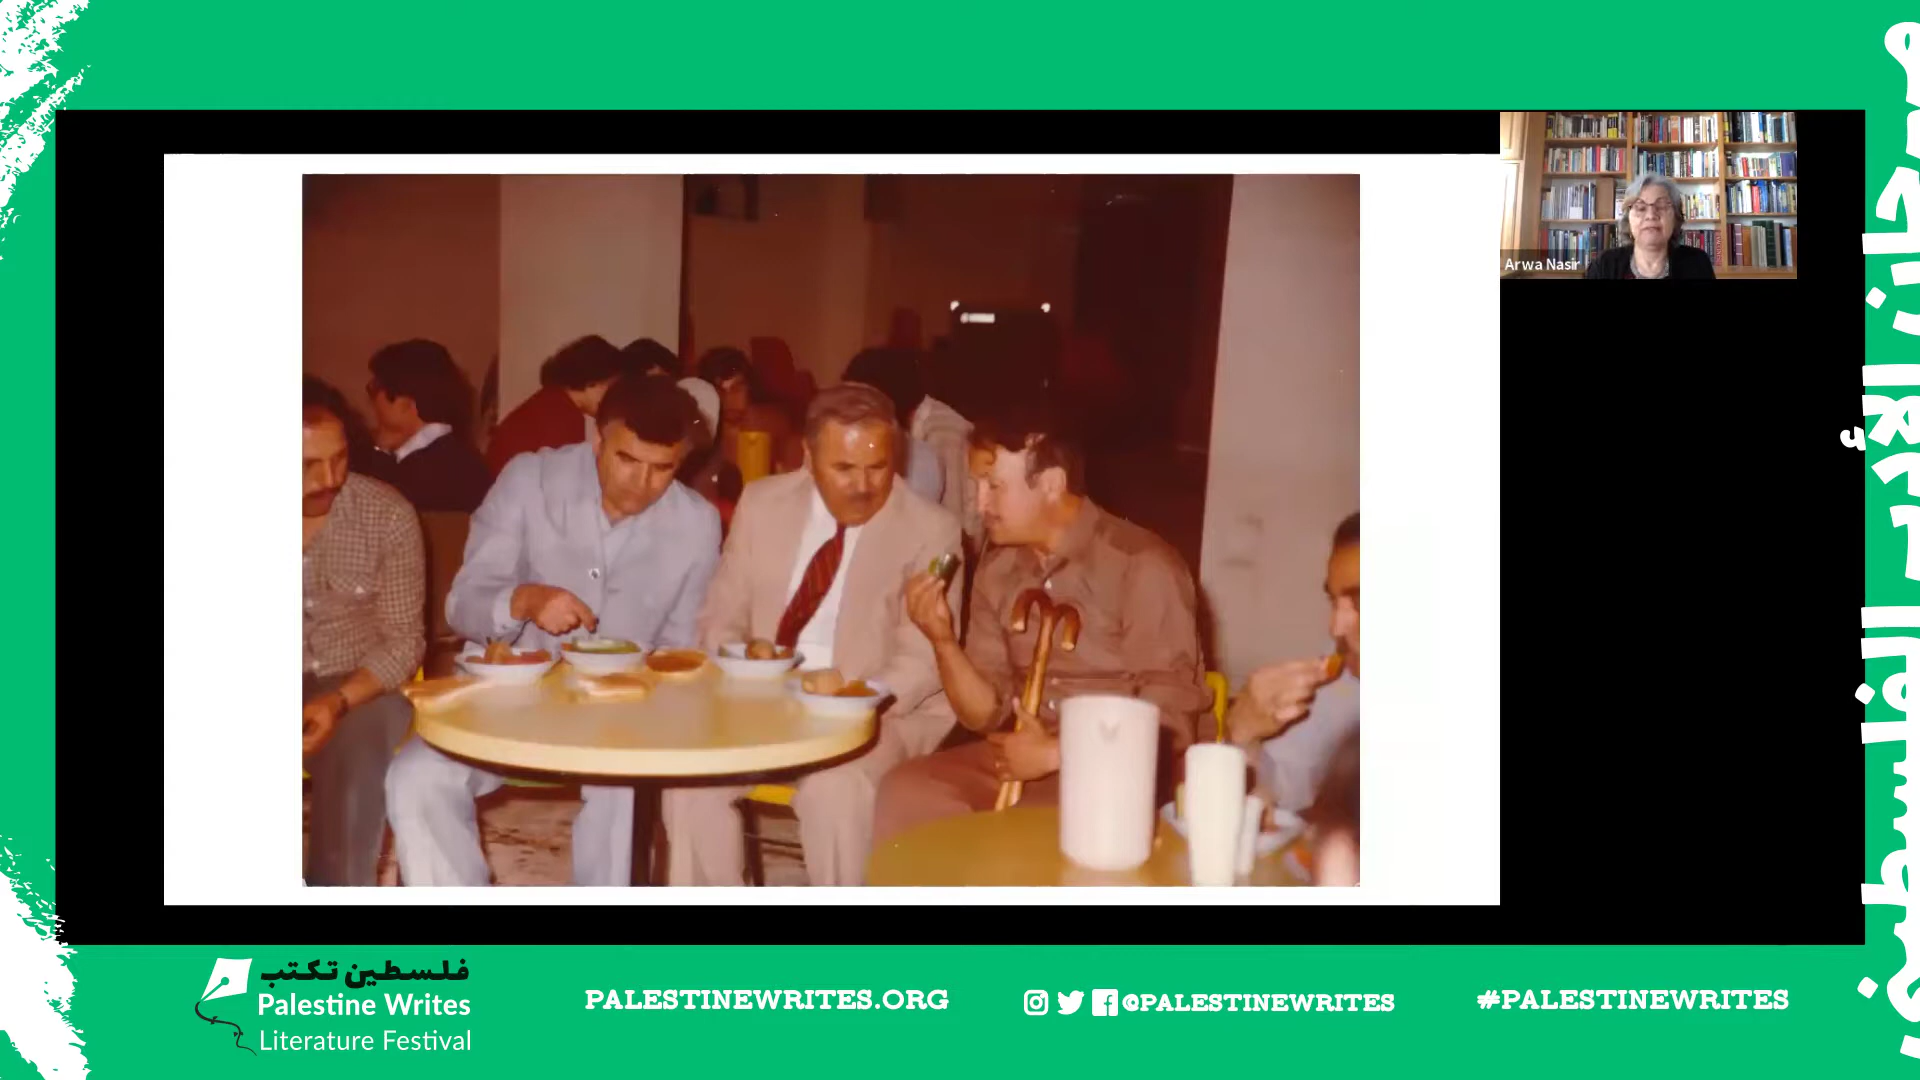 Arwa Nasir
فلسطين تكتب
Palestine Writes
Literature Festival
PALESTINEWRITES.ORG
@PALESTINEWRITES
#PALESTINEWRITES